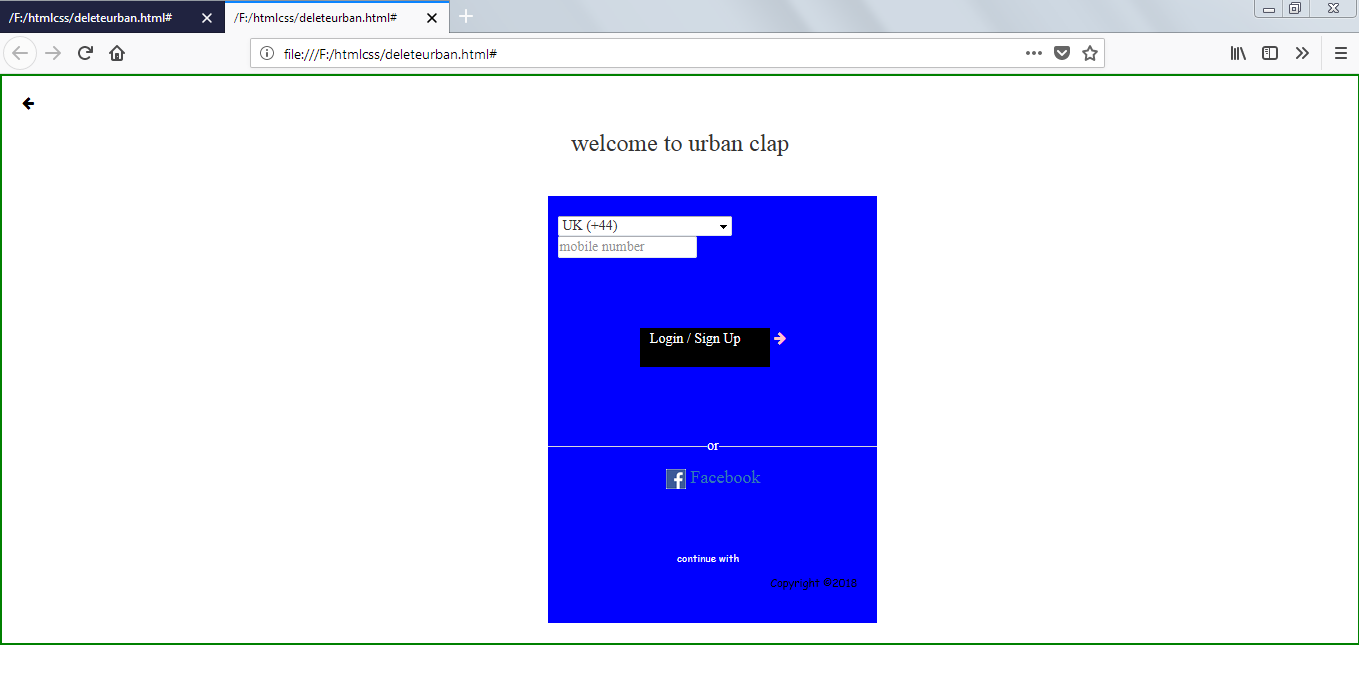 /F:/htmlcss/deleteurban.html#
/F:/htmlcss/deleteurban.html#
file:///F:/htmlcss/deleteurban.html#
welcome to urban clap
UK (+44)
mobile number
Login / Sign Up
or
f Facebook
continue with
Copyright ©2018